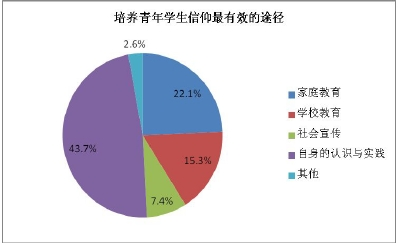 培养青年学生信仰最有效的途径
2.6%
22.1%
43.7%
15.3%
7.4%
家庭教育
学校教育
社会宣传
自身的认识与实践
其他